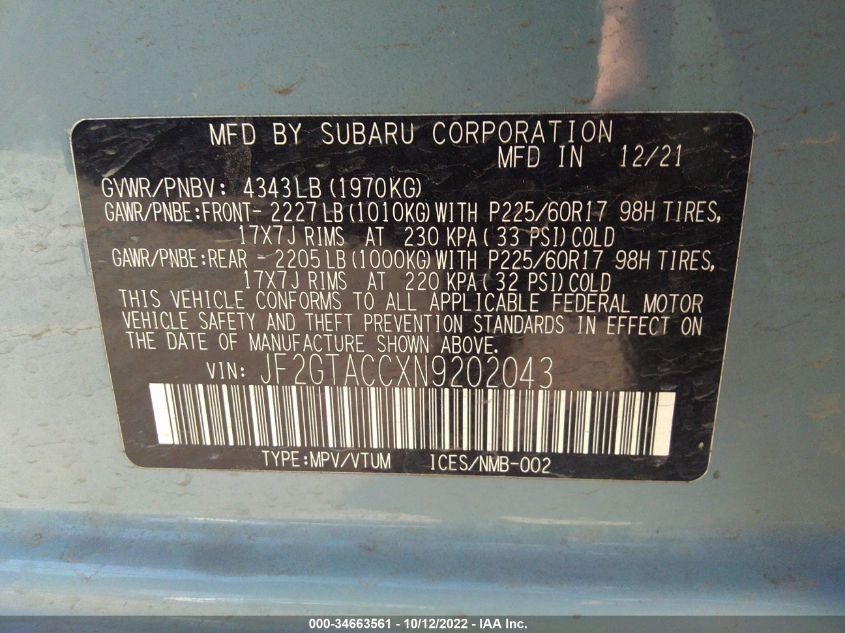 MFD BY SUBARU CORPORATION
MFD IN 12/21
GVWR/PNBV: 4343LB (1970KG)
GAWR/PNBE:FRONT- 2227LB (1010KG) WITH P225/60R17 98H TIRES,
17X7J RIMS AT 230 KPA( 33 PSI) COLD
GAWR/PNBE:REAR - 2205LB (1000KG) WITH P225/60R17 98H TIRES,
17X7J RIMS AT 220 KPA( 32 PSI) COLD
THIS VEHICLE CONFORMS TO ALL APPLICABLE FEDERAL MOTOR
VEHICLE SAFETY AND THEFT PREVENTION STANDARDS IN EFFECT ON
THE DATE OF MANUFACTURE SHOWN ABOVE.
VIN: JF2GTACCXN9202043
TYPE:MPV/VTUM ICES/NMB-002
000-34663561 - 10/12/2022 - IAA Inc.